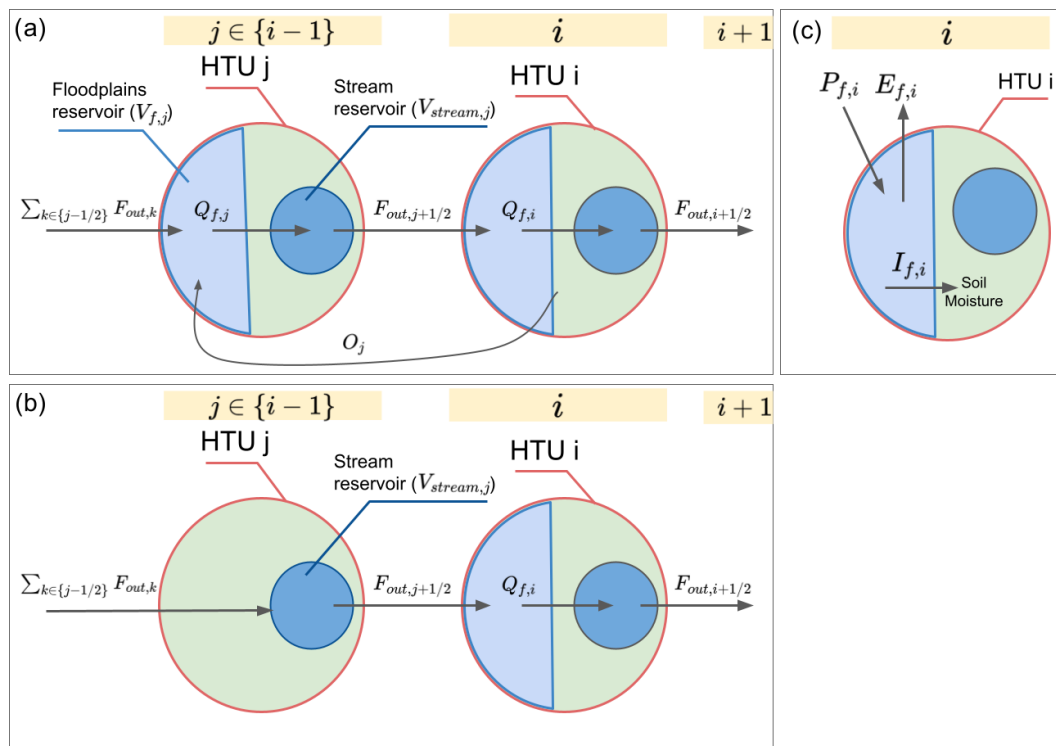 (a)
j ∈ {i − 1}
i
i + 1
HTU j
HTU i
Floodplains
reservoir (V_{f,j})
Stream
reservoir (V_{stream,j})
∑_{k∈{j−1/2}} F_{out,k}
Q_{f,j}
F_{out,j+1/2}
Q_{f,i}
F_{out,i+1/2}
O_j
(b)
j ∈ {i − 1}
i
i + 1
HTU j
HTU i
Stream
reservoir (V_{stream,j})
∑_{k∈{j−1/2}} F_{out,k}
F_{out,j+1/2}
Q_{f,i}
F_{out,i+1/2}
(c)
i
HTU i
P_{f,i}
E_{f,i}
I_{f,i}
Soil
Moisture